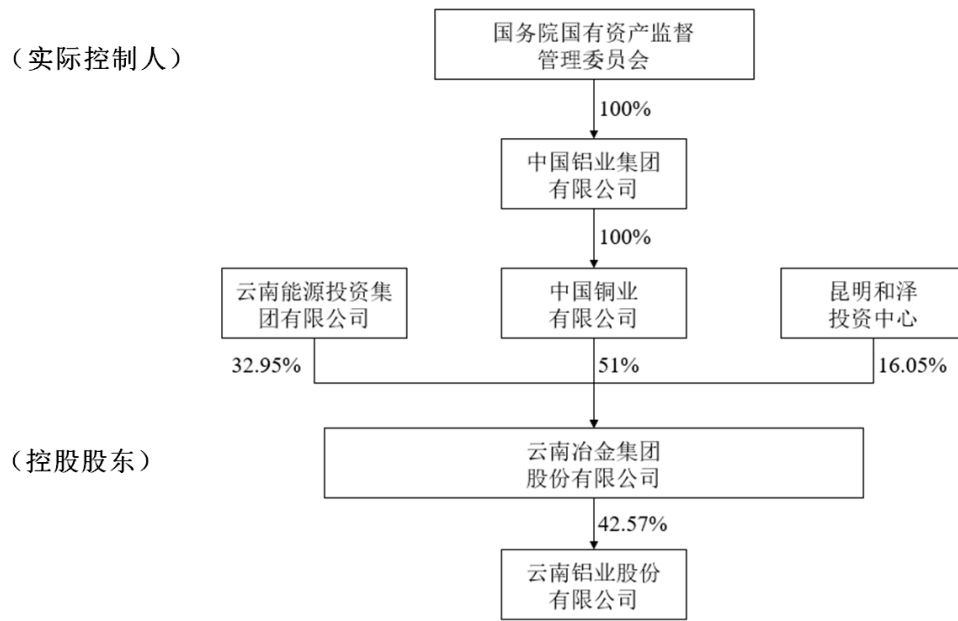 （实际控制人）
国务院国有资产监督
管理委员会
100%
中国铝业集团
有限公司
100%
云南能源投资集
团有限公司
中国铜业
有限公司
昆明和泽
投资中心
32.95%
51%
16.05%
（控股股东）
云南冶金集团
股份有限公司
42.57%
云南铝业股份
有限公司